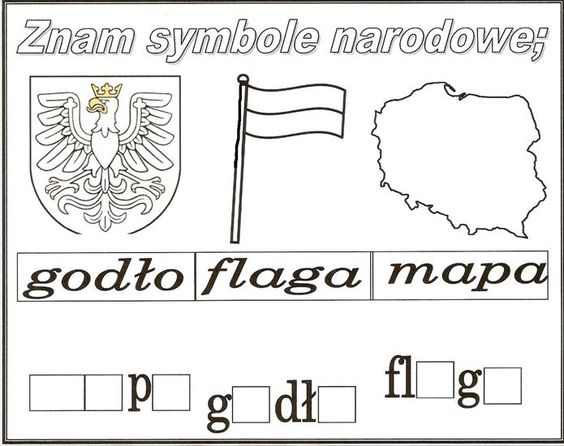 Znam symbole narodowe;
godło flaga mapa
□□p□ g□dł□ fl□g□